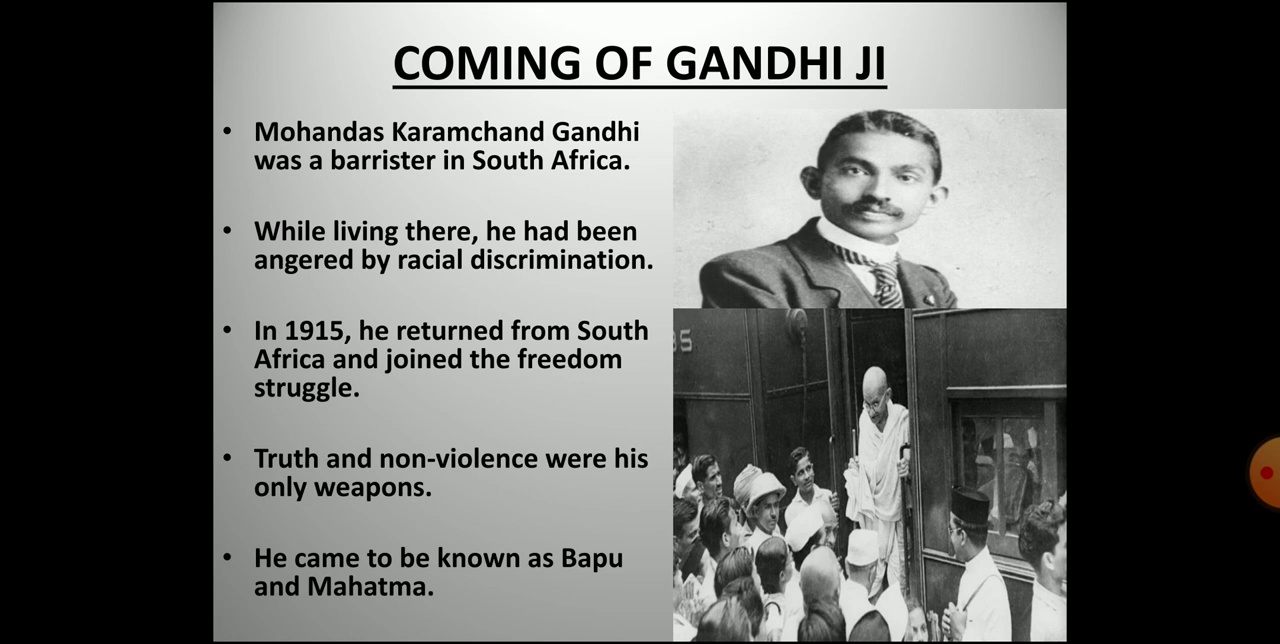 COMING OF GANDHI JI
• Mohandas Karamchand Gandhi
was a barrister in South Africa.
• While living there, he had been
angered by racial discrimination.
• In 1915, he returned from South
Africa and joined the freedom
struggle.
• Truth and non-violence were his
only weapons.
• He came to be known as Bapu
and Mahatma.